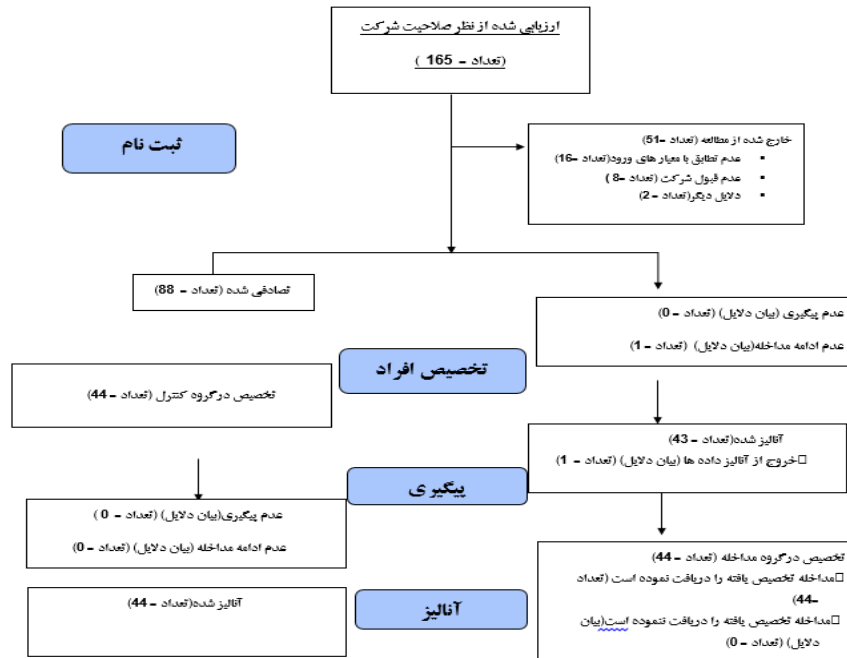 ارزیابی شده از نظر صلاحیت شرکت
(تعداد - 165 )
ثبت نام
خارج شده از مطالعه (تعداد -51)
▪ عدم تطابق با معیار های ورود(تعداد -16)
▪ عدم قبول شرکت (تعداد -8 )
▪ دلایل دیگر(تعداد -2)
تصادفی شده (تعداد - 88)
عدم پیگیری (بیان دلایل) (تعداد - 0)
عدم ادامه مداخله(بیان دلایل) (تعداد - 1)
تخصیص افراد
تخصیص درگروه کنترل (تعداد - 44)
آنالیز شده(تعداد - 43)
□خروج از آنالیز داده ها (بیان دلایل) (تعداد - 1)
پیگیری
عدم پیگیری(بیان دلایل) (تعداد - 0 )
عدم ادامه مداخله (بیان دلایل) (تعداد -0)
تخصیص درگروه مداخله (تعداد - 44)
□مداخله تخصیص یافته را دریافت نموده است (تعداد
-44)
□مداخله تخصیص یافته را دریافت ننموده است(بیان
دلایل) (تعداد - 0)
آنالیز
آنالیز شده(تعداد - 44)